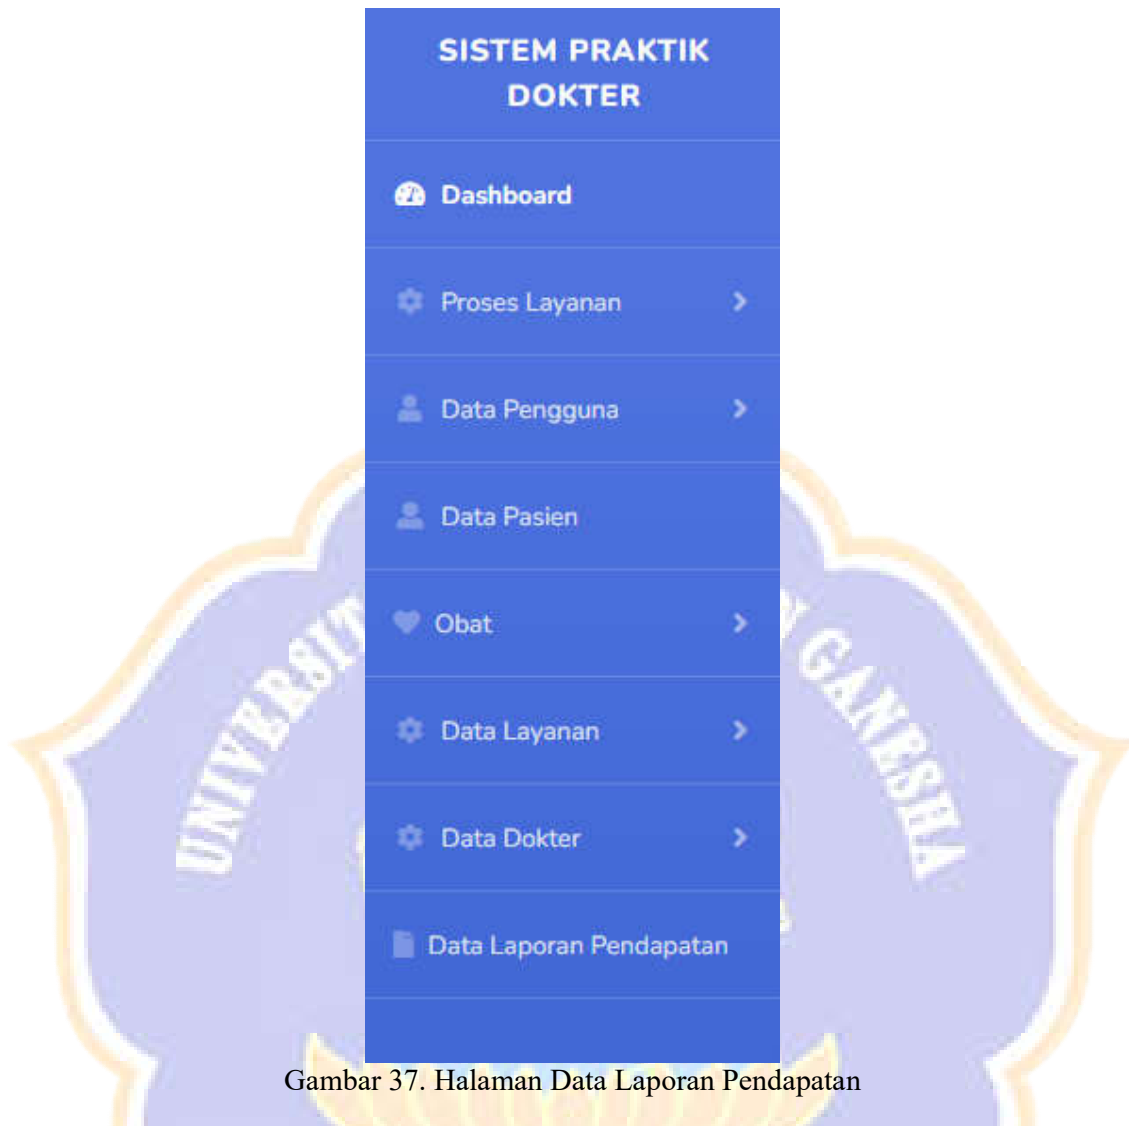 SISTEM PRAKTIK
DOKTER
Dashboard
Proses Layanan
Data Pengguna
Data Pasien
Obat
Data Layanan
Data Dokter
Data Laporan Pendapatan
GANESHA
Gambar 37. Halaman Data Laporan Pendapatan